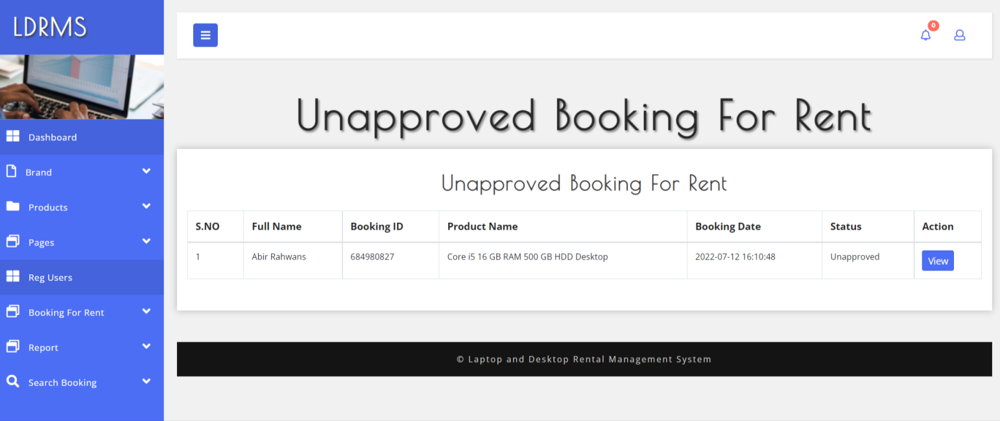 LDRMS
0
Dashboard
Brand
Products
Pages
Reg Users
Booking For Rent
Report
Search Booking
Unapproved Booking For Rent
Unapproved Booking For Rent
S.NO Full Name Booking ID Product Name Booking Date Status Action
1 Abir Rahwans 684980827 Core i5 16 GB RAM 500 GB HDD Desktop 2022-07-12 16:10:48 Unapproved View
© Laptop and Desktop Rental Management System